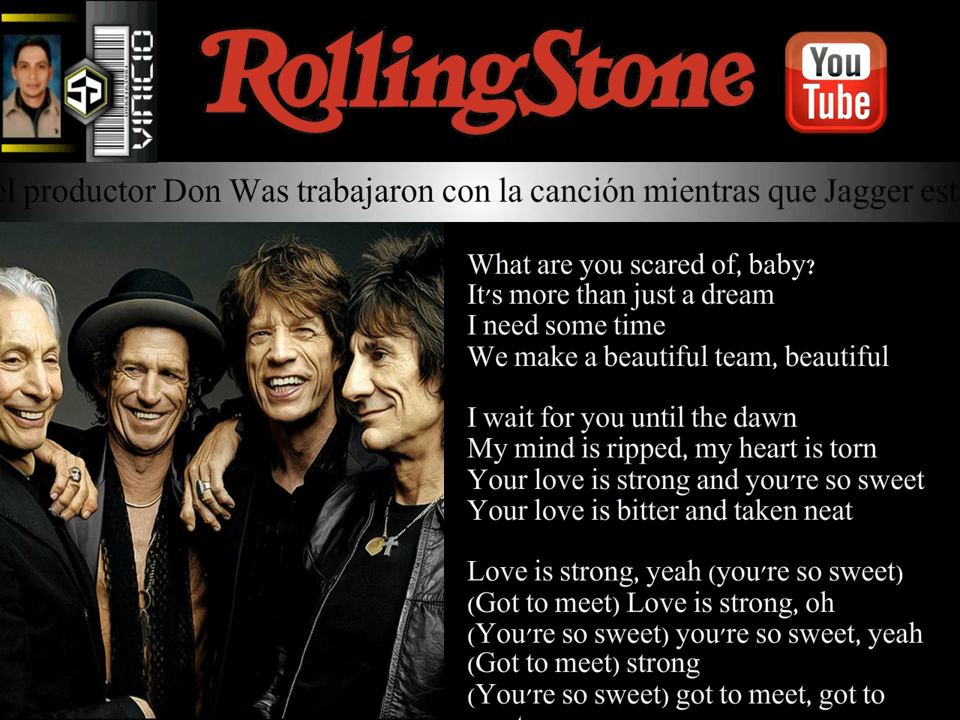 VINICIO
RollingStone
You
Tube
el productor Don Was trabajaron con la canción mientras que Jagger est
What are you scared of, baby?
It's more than just a dream
I need some time
We make a beautiful team, beautiful
I wait for you until the dawn
My mind is ripped, my heart is torn
Your love is strong and you're so sweet
Your love is bitter and taken neat
Love is strong, yeah (you're so sweet)
(Got to meet) Love is strong, oh
(You're so sweet) you're so sweet, yeah
(Got to meet) strong
(You're so sweet) got to meet, got to